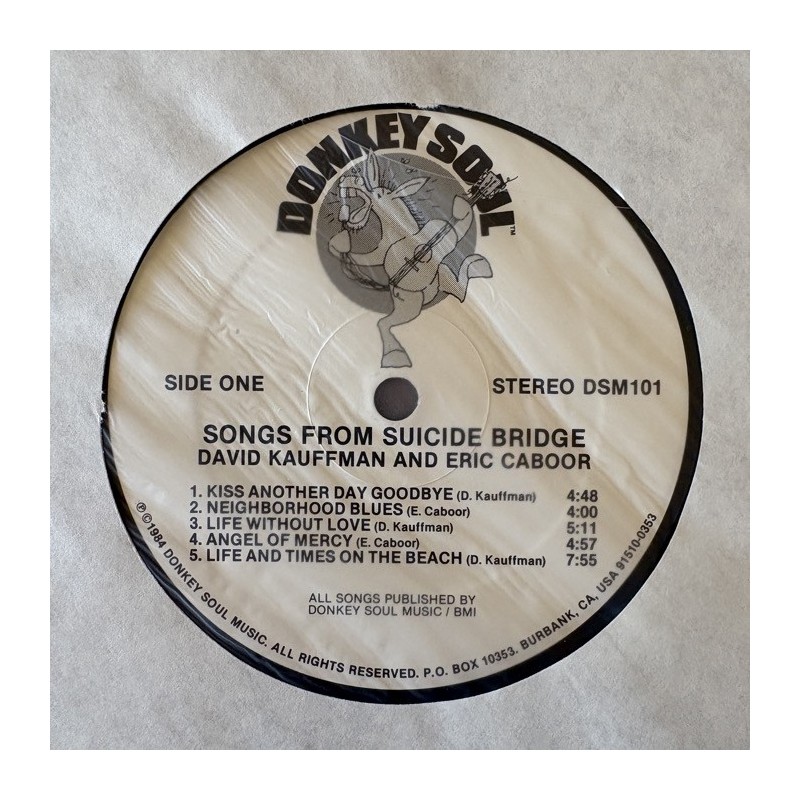 DONKEY SOUL™
SIDE ONE
STEREO DSM101
SONGS FROM SUICIDE BRIDGE
DAVID KAUFFMAN AND ERIC CABOOR
1. KISS ANOTHER DAY GOODBYE (D. Kauffman) 4:48
2. NEIGHBORHOOD BLUES (E. Caboor) 4:00
3. LIFE WITHOUT LOVE (D. Kauffman) 5:11
4. ANGEL OF MERCY (E. Caboor) 4:57
5. LIFE AND TIMES ON THE BEACH (D. Kauffman) 7:55
ALL SONGS PUBLISHED BY
DONKEY SOUL MUSIC / BMI
℗©1984 DONKEY SOUL MUSIC. ALL RIGHTS RESERVED. P.O. BOX 10353. BURBANK, CA, USA 91510-0353